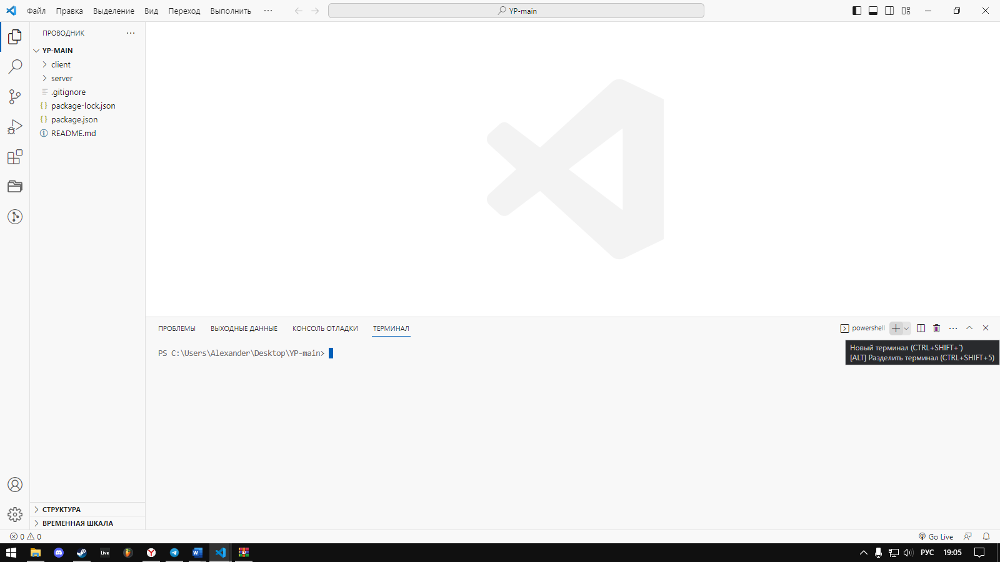 Файл Правка Выделение Вид Переход Выполнить ··· YP-main
ПРОВОДНИК ···
YP-MAIN
client
server
.gitignore
{} package-lock.json
{} package.json
README.md
ПРОБЛЕМЫ ВЫХОДНЫЕ ДАННЫЕ КОНСОЛЬ ОТЛАДКИ ТЕРМИНАЛ powershell ···
PS C:\Users\Alexander\Desktop\YP-main>
Новый терминал (CTRL+SHIFT+`)
[ALT] Разделить терминал (CTRL+SHIFT+5)
СТРУКТУРА
ВРЕМЕННАЯ ШКАЛА
0 0 Go Live
Live W РУС 19:05